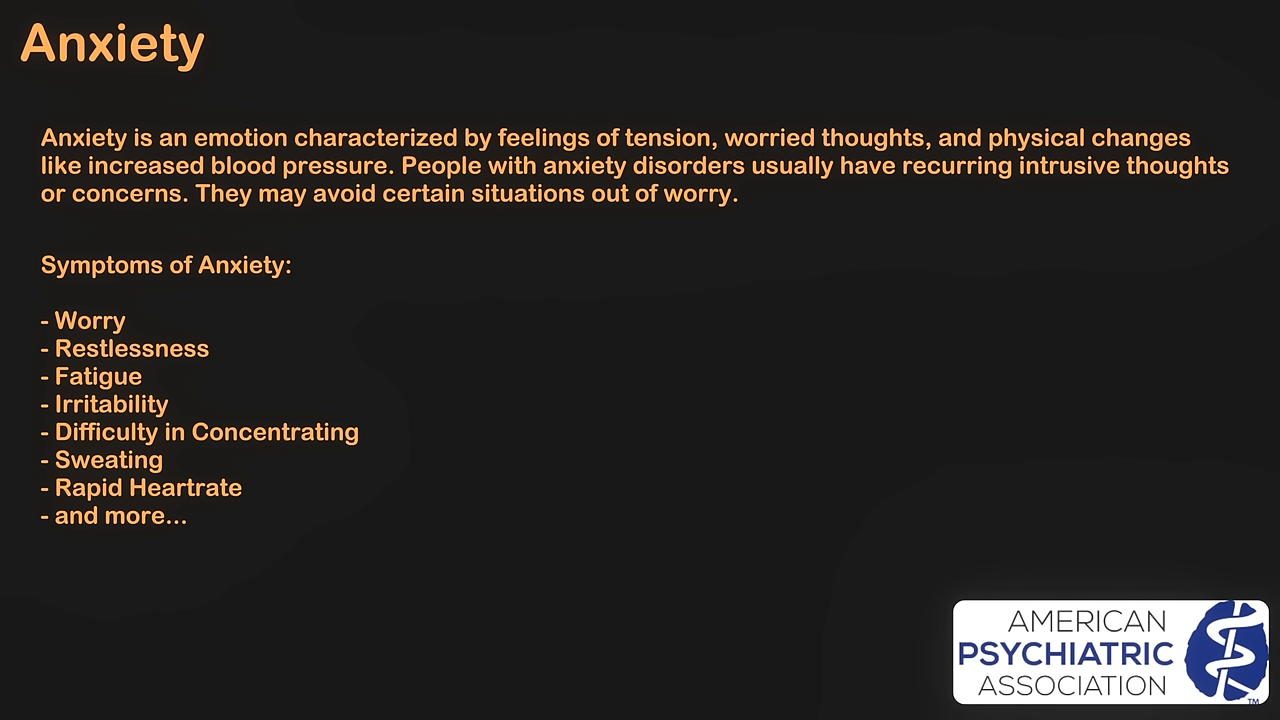 Anxiety
Anxiety is an emotion characterized by feelings of tension, worried thoughts, and physical changes
like increased blood pressure. People with anxiety disorders usually have recurring intrusive thoughts
or concerns. They may avoid certain situations out of worry.
Symptoms of Anxiety:
- Worry
- Restlessness
- Fatigue
- Irritability
- Difficulty in Concentrating
- Sweating
- Rapid Heartrate
- and more...
AMERICAN
PSYCHIATRIC
ASSOCIATION
TM